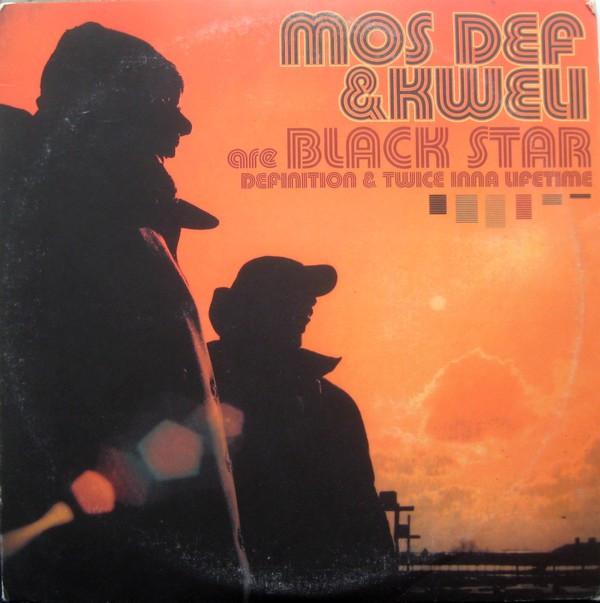 MOS DEF
& KWELI
are BLACK STAR
DEFINITION & TWICE INNA LIFETIME